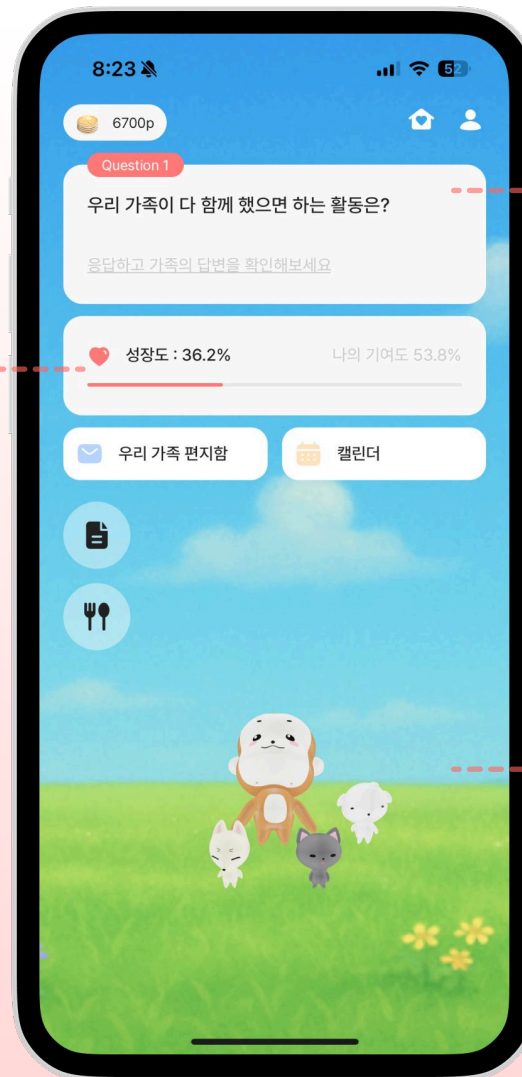 8:23
52
6700p
Question 1
우리 가족이 다 함께 했으면 하는 활동은?
응답하고 가족의 답변을 확인해보세요
성장도 : 36.2%
나의 기여도 53.8%
우리 가족 편지함
캘린더